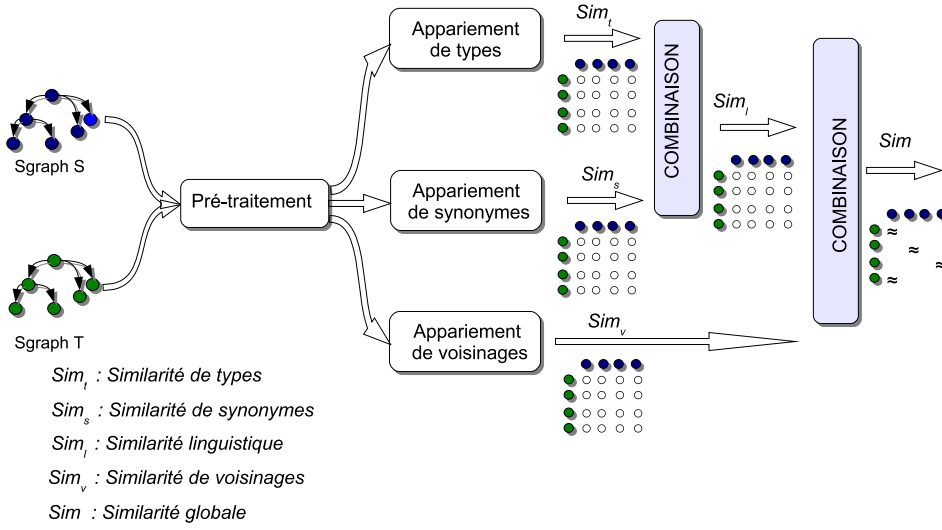 Appariement
de types
Sim_t
COMBINAISON
Sim_l
COMBINAISON
Sim
Sgraph S
Pré-traitement
Appariement
de synonymes
Sim_s
≈
≈
≈
≈
Sgraph T
Appariement
de voisinages
Sim_v
Sim_t : Similarité de types
Sim_s : Similarité de synonymes
Sim_l : Similarité linguistique
Sim_v : Similarité de voisinages
Sim : Similarité globale